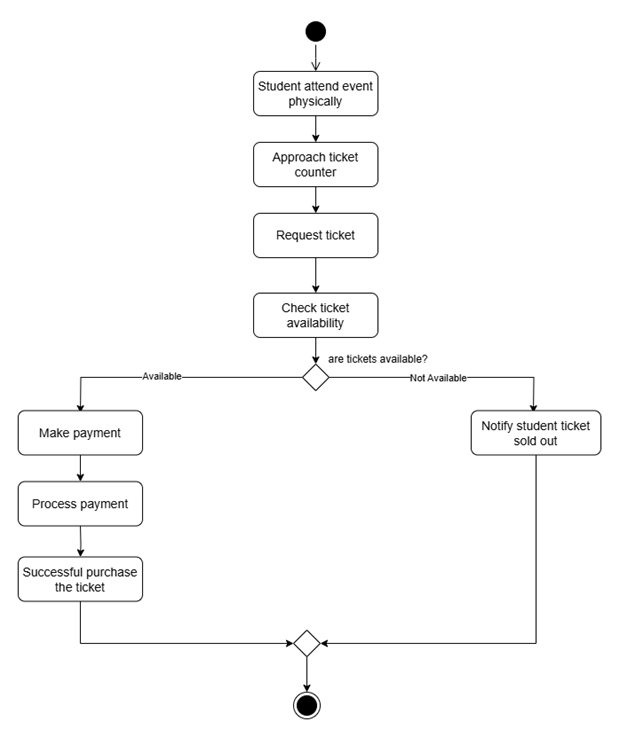 Student attend event
physically
Approach ticket
counter
Request ticket
Check ticket
availability
are tickets available?
Available
Not Available
Make payment
Notify student ticket
sold out
Process payment
Successful purchase
the ticket